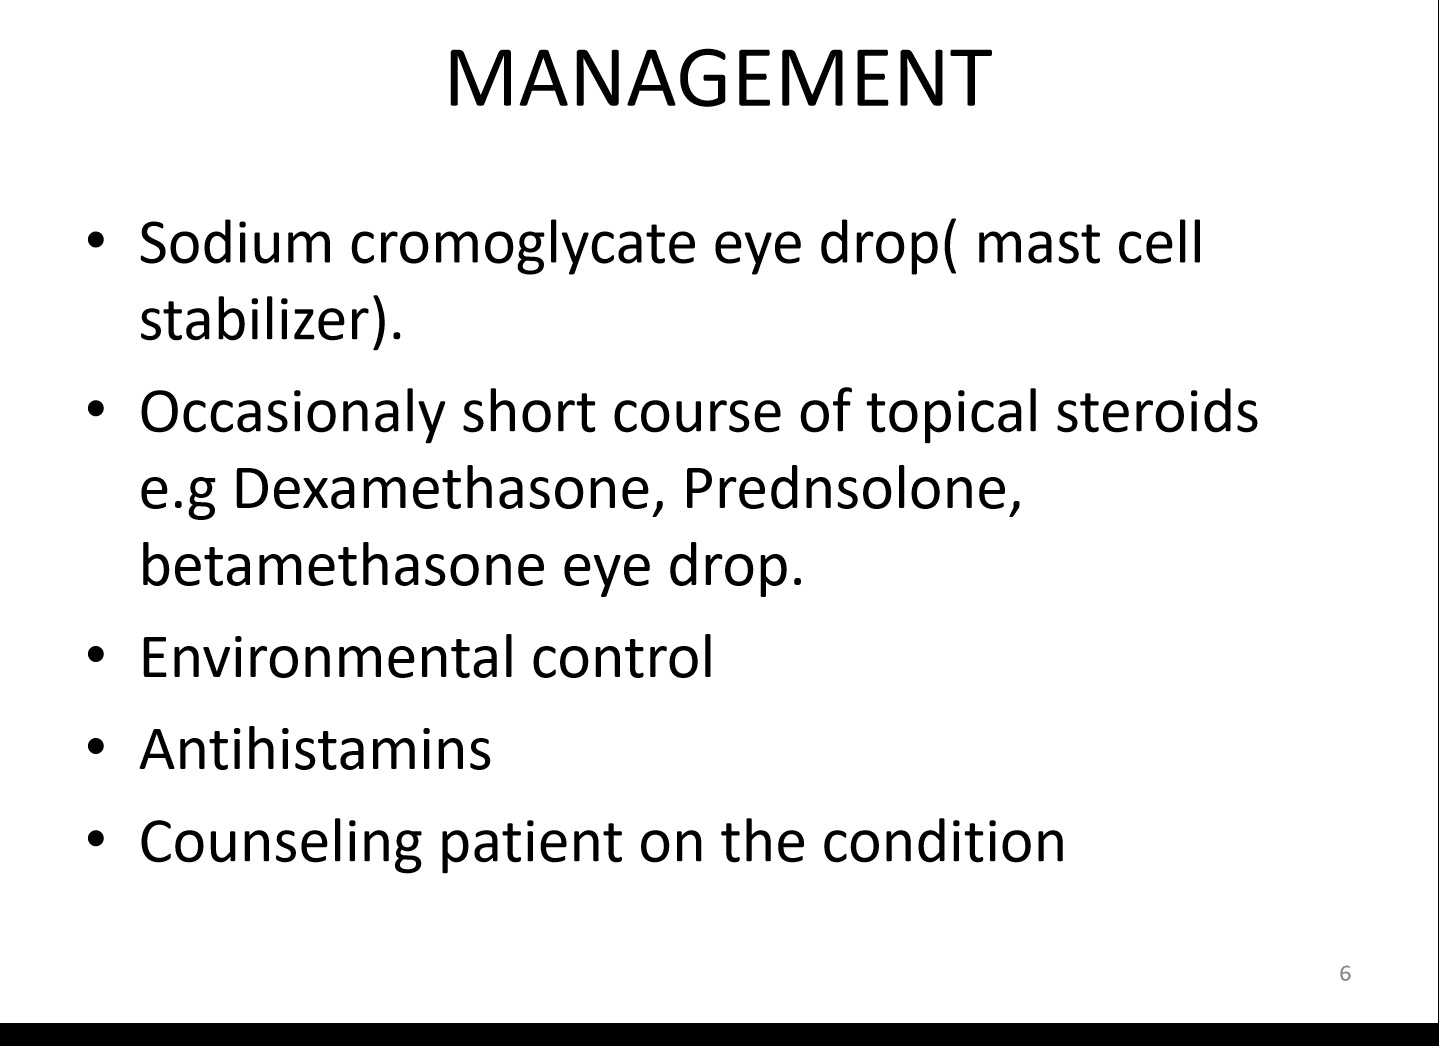 MANAGEMENT
• Sodium cromoglycate eye drop( mast cell
stabilizer).
• Occasionaly short course of topical steroids
e.g Dexamethasone, Prednsolone,
betamethasone eye drop.
• Environmental control
• Antihistamins
• Counseling patient on the condition
6